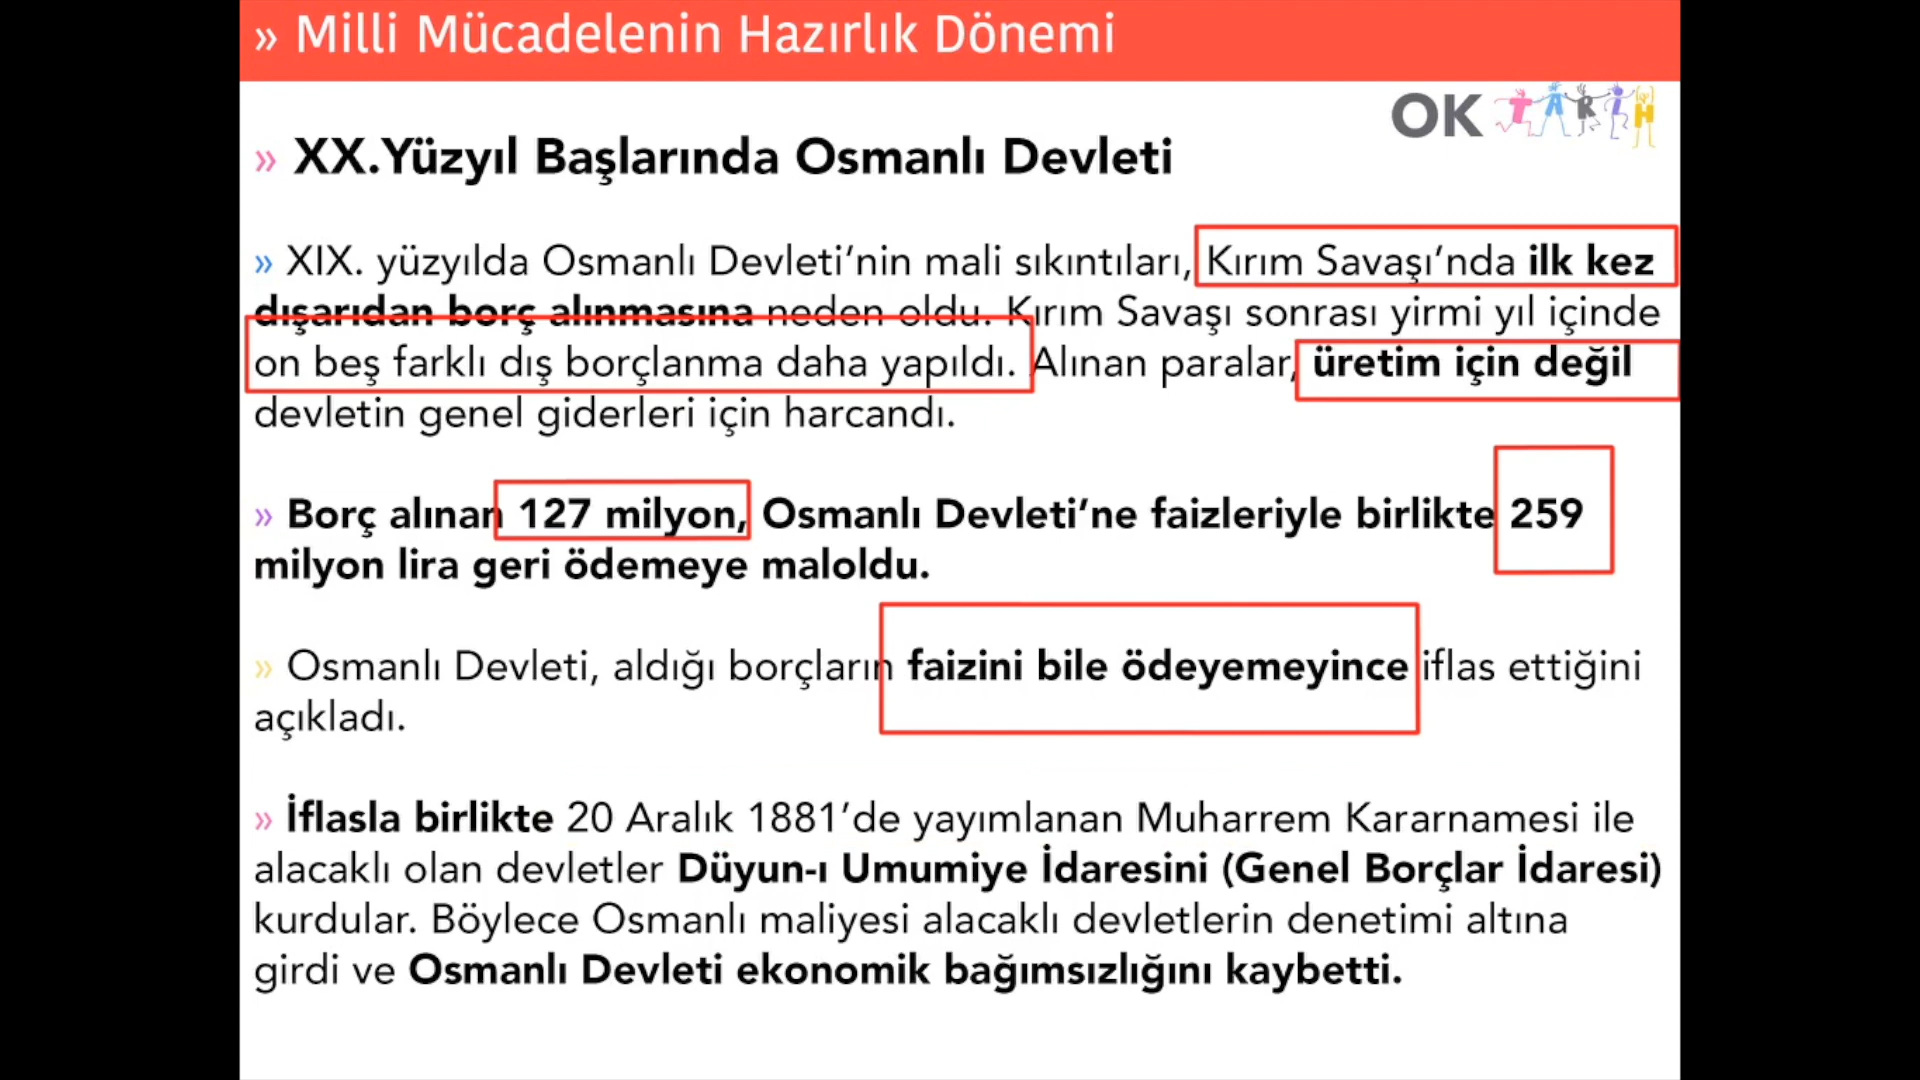 » Milli Mücadelenin Hazırlık Dönemi
OK TARİH
» XX.Yüzyıl Başlarında Osmanlı Devleti
» XIX. yüzyılda Osmanlı Devleti’nin mali sıkıntıları, Kırım Savaşı’nda ilk kez
dışarıdan borç alınmasına neden oldu. Kırım Savaşı sonrası yirmi yıl içinde
on beş farklı dış borçlanma daha yapıldı. Alınan paralar, üretim için değil
devletin genel giderleri için harcandı.
» Borç alınan 127 milyon, Osmanlı Devleti’ne faizleriyle birlikte 259
milyon lira geri ödemeye maloldu.
» Osmanlı Devleti, aldığı borçların faizini bile ödeyemeyince iflas ettiğini
açıkladı.
» İflasla birlikte 20 Aralık 1881’de yayımlanan Muharrem Kararnamesi ile
alacaklı olan devletler Düyun-ı Umumiye İdaresini (Genel Borçlar İdaresi)
kurdular. Böylece Osmanlı maliyesi alacaklı devletlerin denetimi altına
girdi ve Osmanlı Devleti ekonomik bağımsızlığını kaybetti.